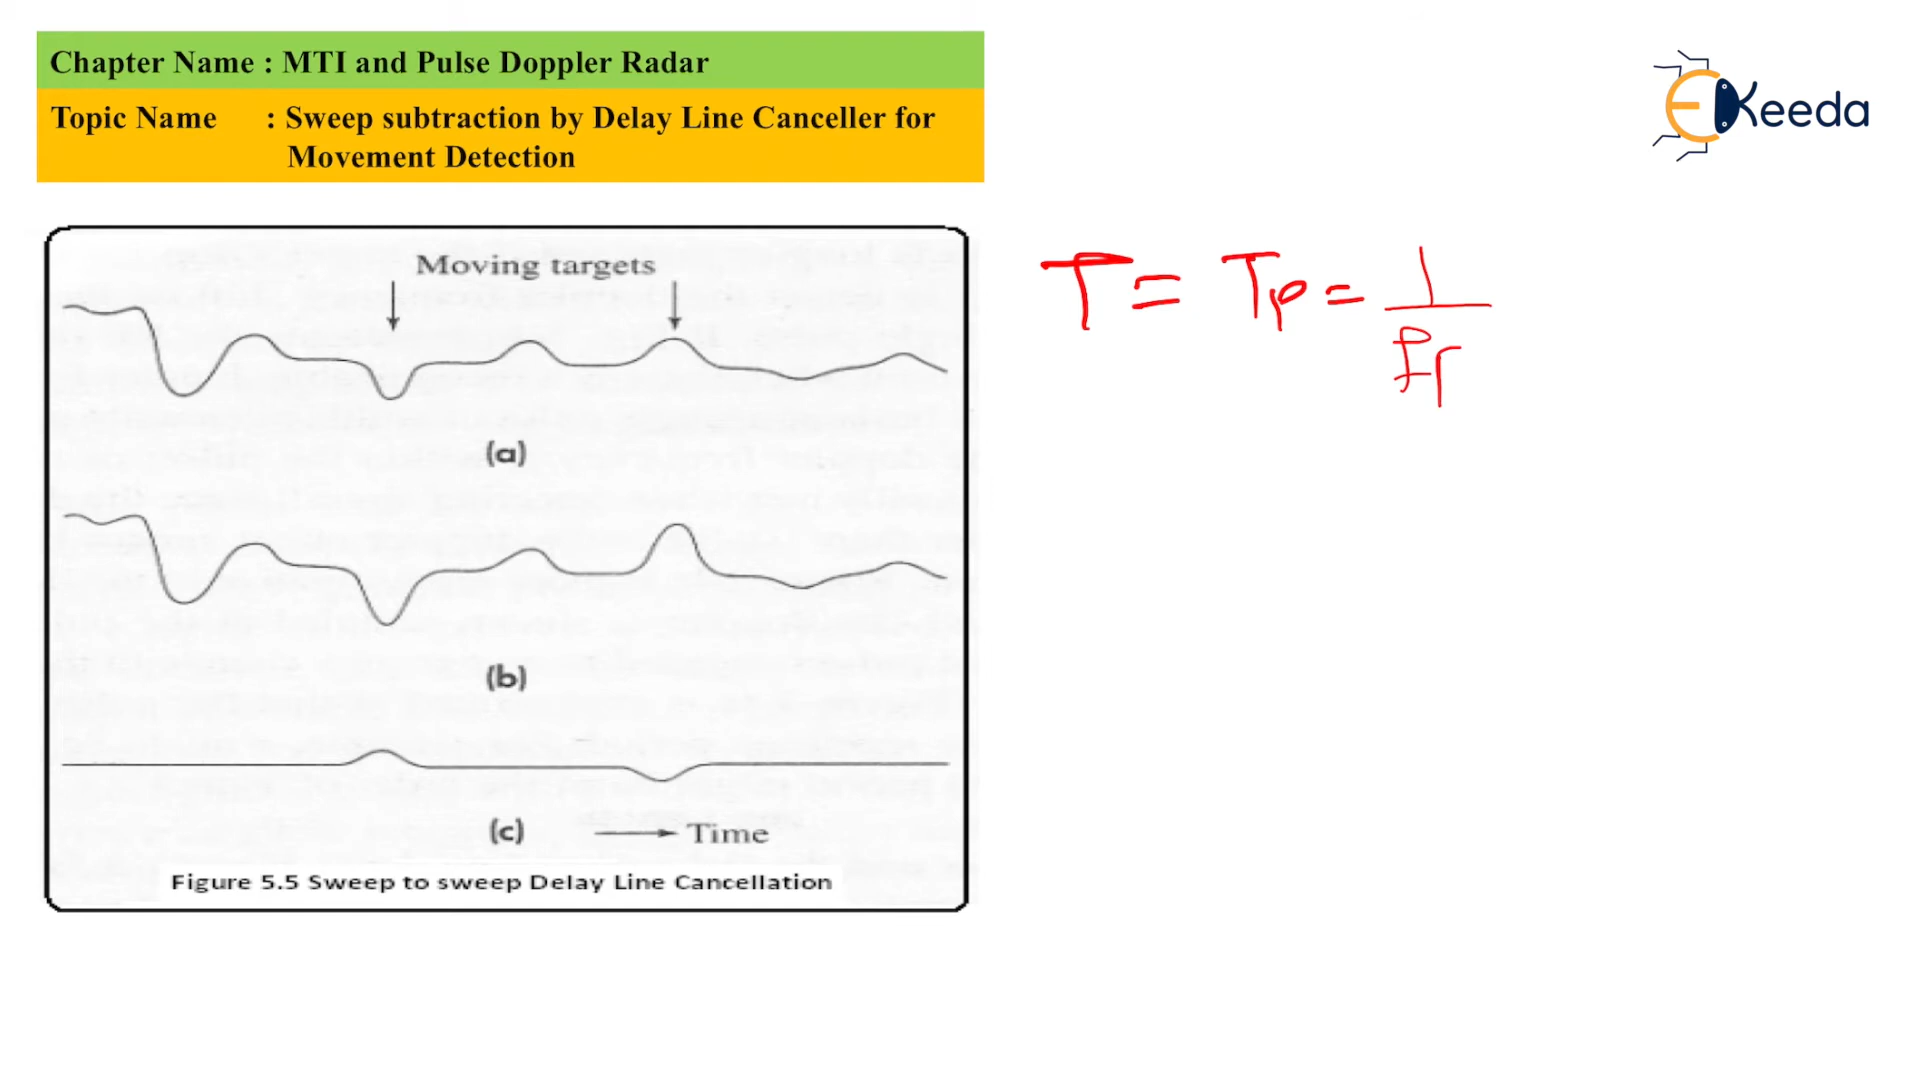 Chapter Name : MTI and Pulse Doppler Radar
Topic Name : Sweep subtraction by Delay Line Canceller for
Movement Detection
EKeeda
Moving targets
(a)
(b)
(c) Time
Figure 5.5 Sweep to sweep Delay Line Cancellation
T = Tp = 1/fr